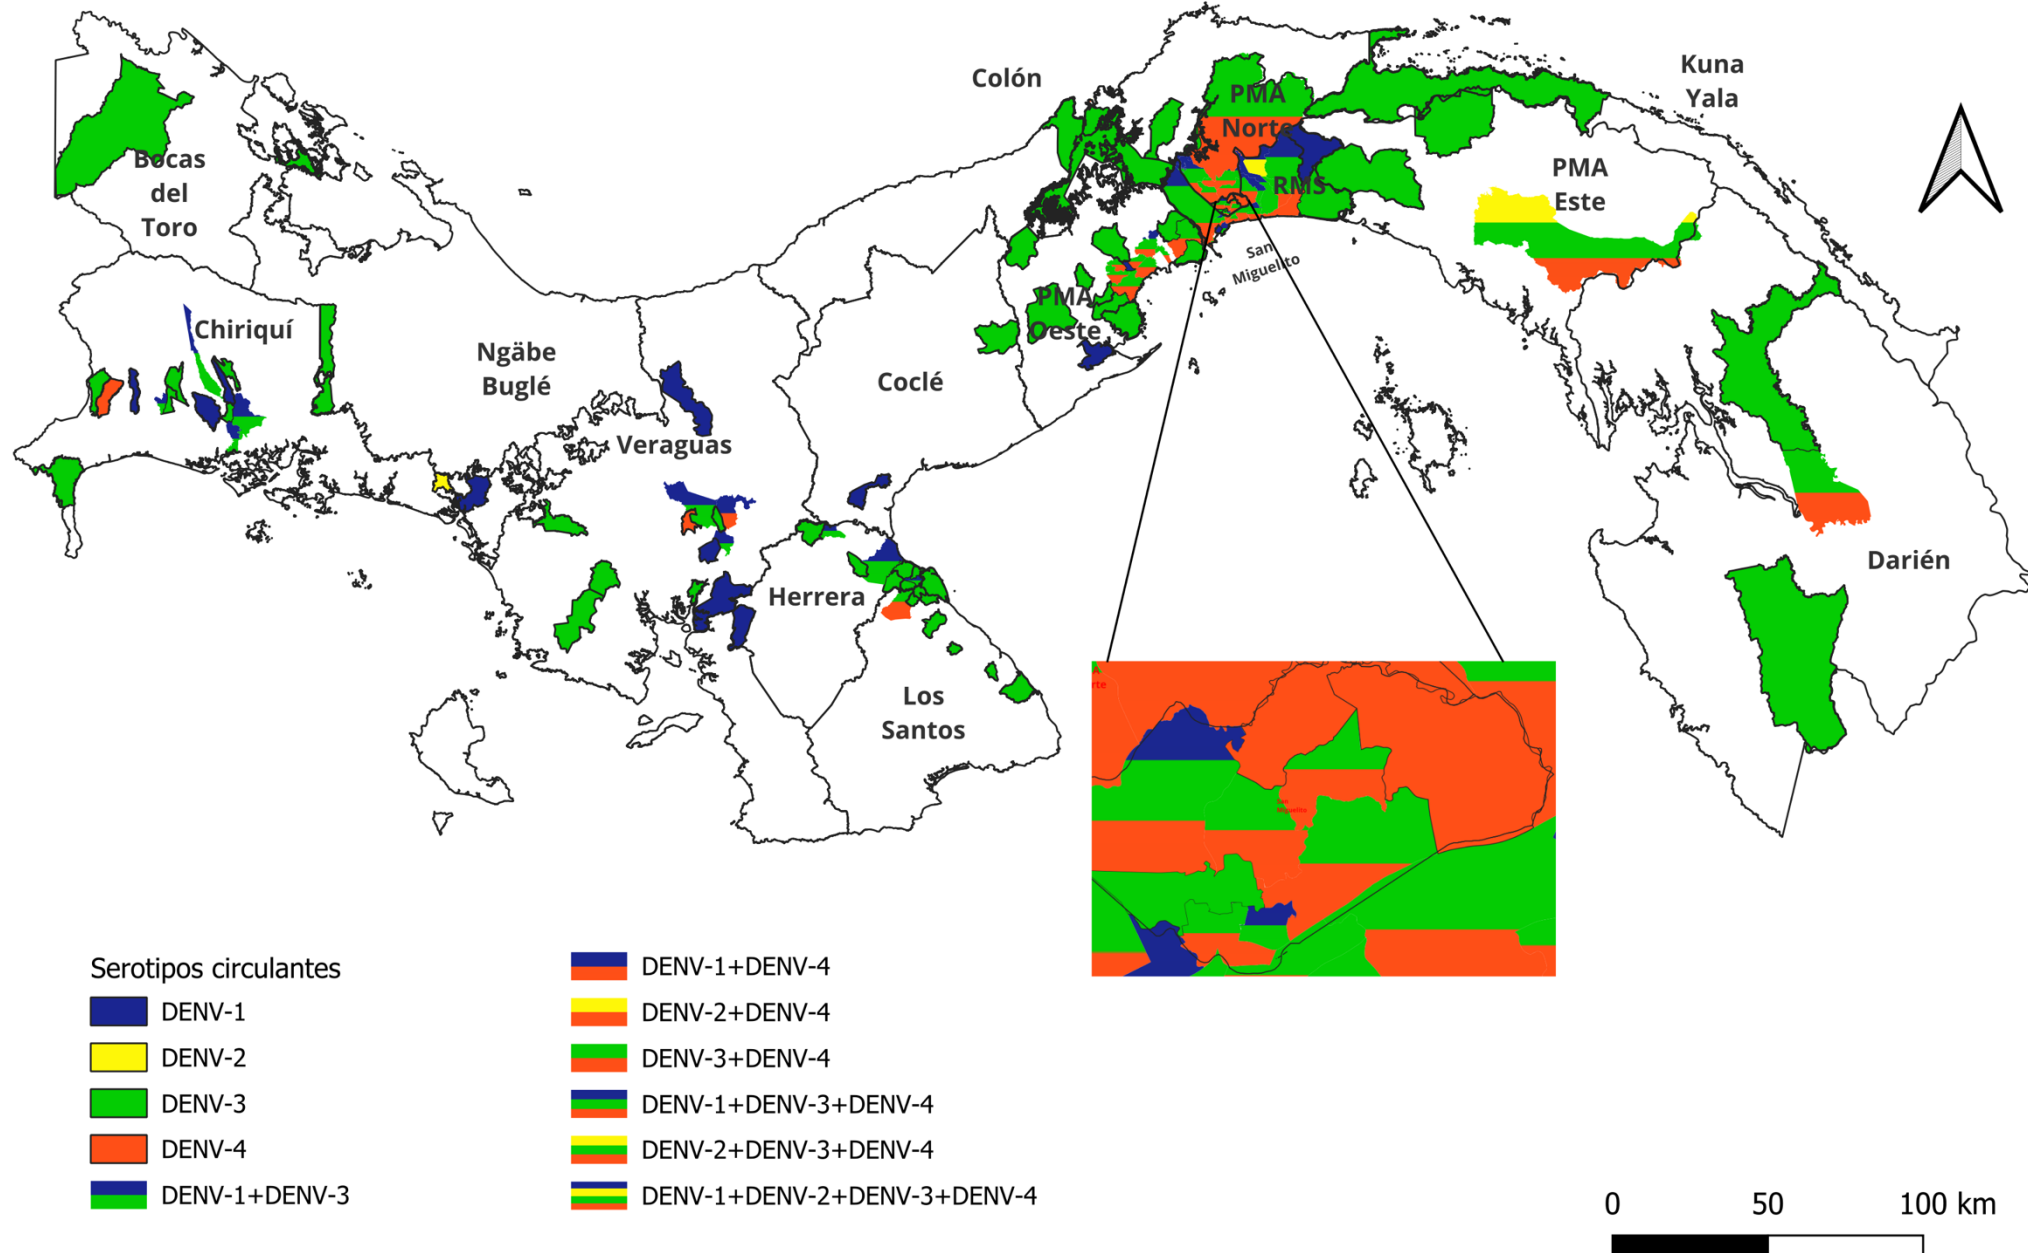 Colón
Kuna
Yala
PMA
Norte
Bocas
del
Toro
PMA
Este
RMS
San
Miguelito
Chiriquí
PMA
Oeste
Ngäbe
Buglé
Coclé
Veraguas
Darién
Herrera
Los
Santos
rte
San
Miguelito
Serotipos circulantes
DENV-1
DENV-2
DENV-3
DENV-4
DENV-1+DENV-3
DENV-1+DENV-4
DENV-2+DENV-4
DENV-3+DENV-4
DENV-1+DENV-3+DENV-4
DENV-2+DENV-3+DENV-4
DENV-1+DENV-2+DENV-3+DENV-4
0 50 100 km